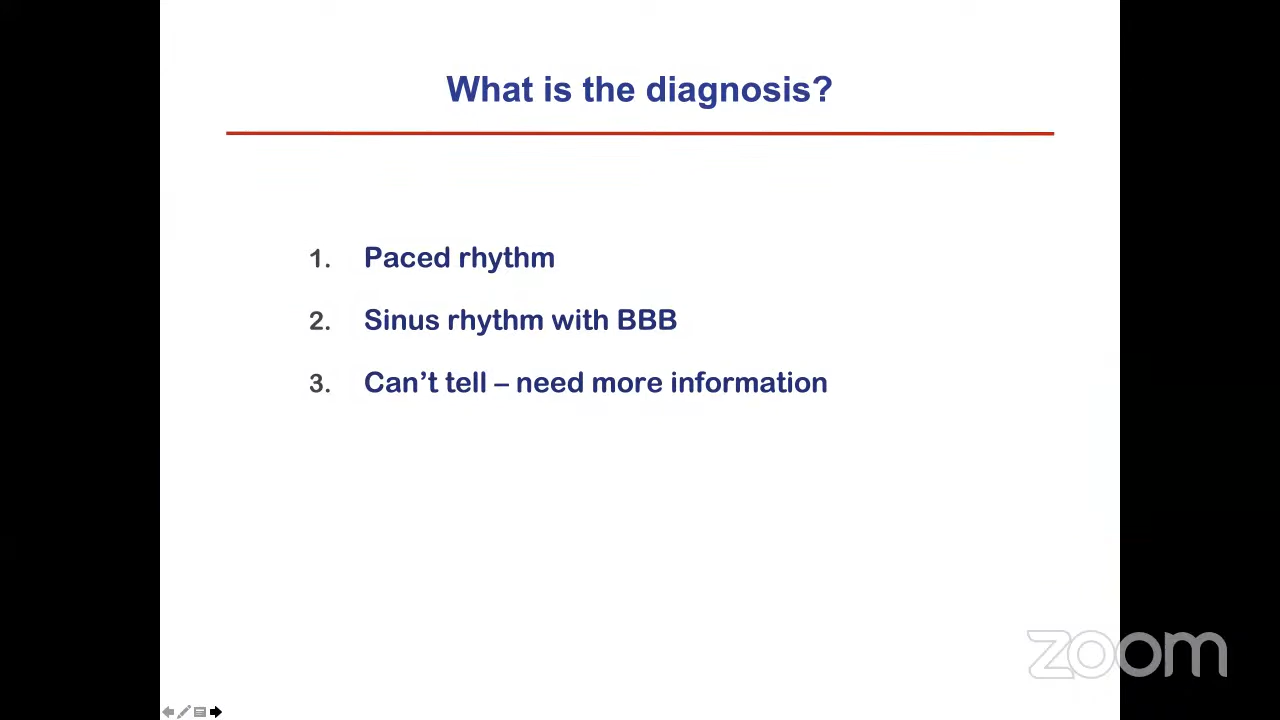 What is the diagnosis?
1. Paced rhythm
2. Sinus rhythm with BBB
3. Can’t tell – need more information
zoom